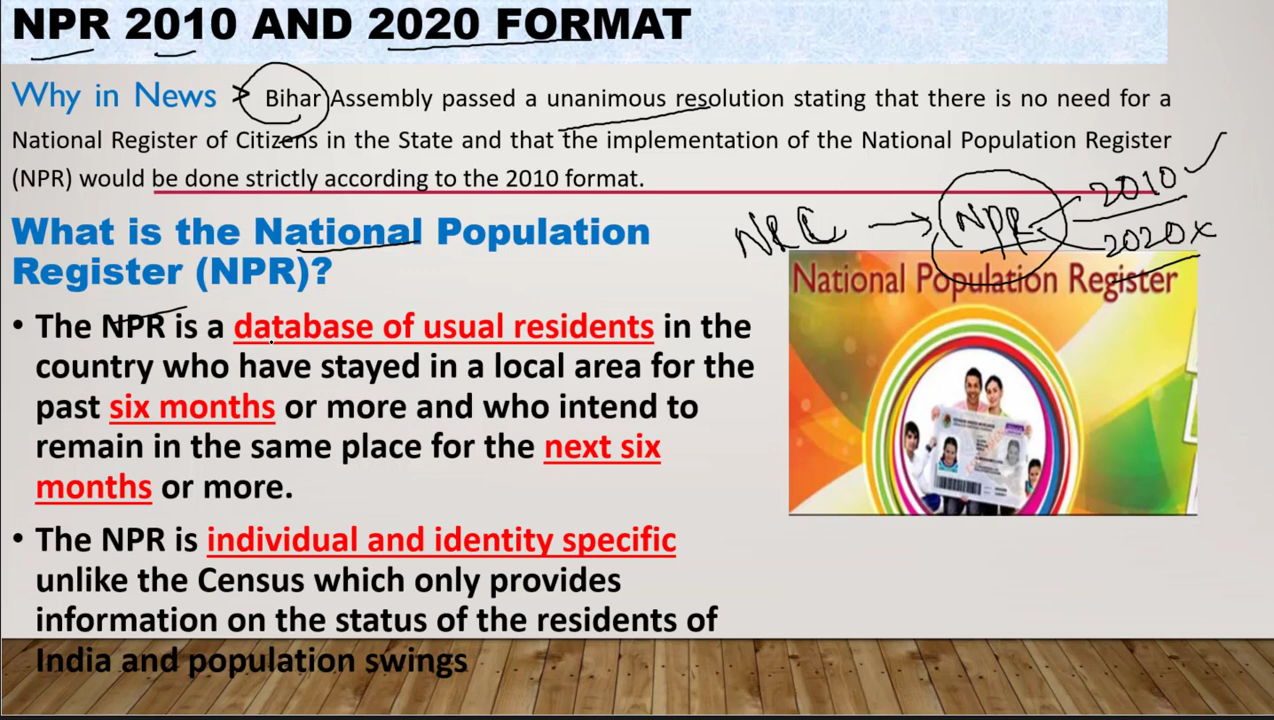 NPR 2010 AND 2020 FORMAT
Why in News > Bihar Assembly passed a unanimous resolution stating that there is no need for a
National Register of Citizens in the State and that the implementation of the National Population Register
(NPR) would be done strictly according to the 2010 format.
NRC → NPR 2010 ✓
2020 x
What is the National Population
Register (NPR)?
National Population Register
• The NPR is a database of usual residents in the
country who have stayed in a local area for the
past six months or more and who intend to
remain in the same place for the next six
months or more.
• The NPR is individual and identity specific
unlike the Census which only provides
information on the status of the residents of
India and population swings